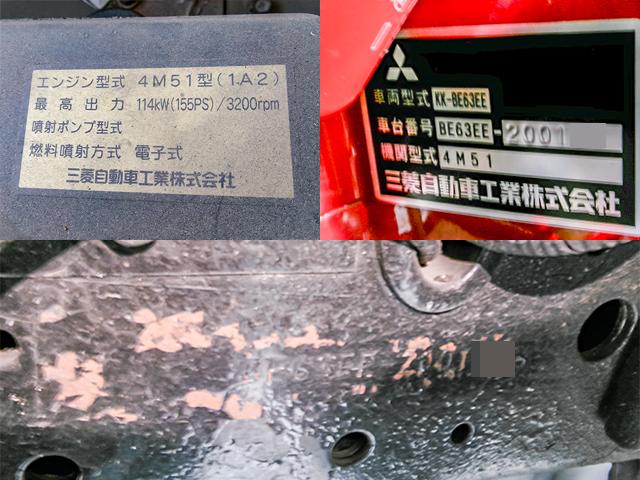 エンジン型式 4M51型(1A2)
最高出力 114kW(155PS)/3200rpm
噴射ポンプ型式
燃料噴射方式 電子式
三菱自動車工業株式会社
車両型式 KK-BE63EE
車台番号 BE63EE-2001
機関型式 4M51
三菱自動車工業株式会社
2001